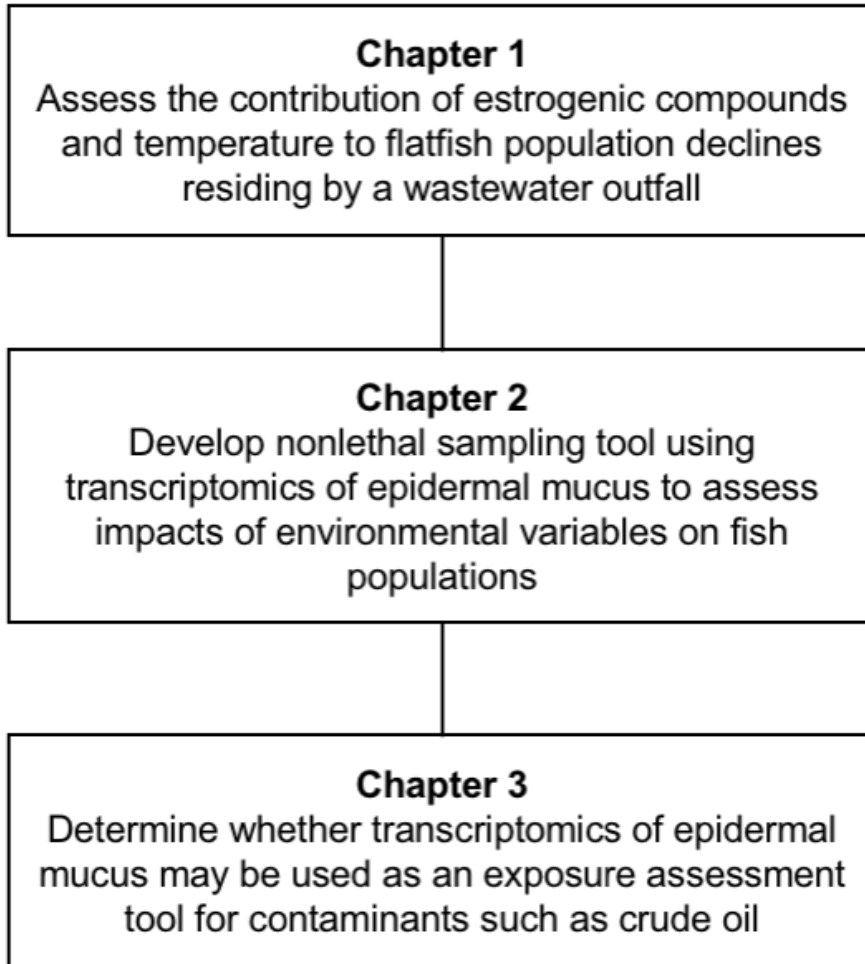 Chapter 1
Assess the contribution of estrogenic compounds
and temperature to flatfish population declines
residing by a wastewater outfall
Chapter 2
Develop nonlethal sampling tool using
transcriptomics of epidermal mucus to assess
impacts of environmental variables on fish
populations
Chapter 3
Determine whether transcriptomics of epidermal
mucus may be used as an exposure assessment
tool for contaminants such as crude oil